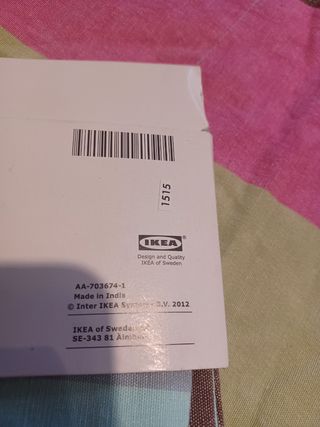 1515
IKEA
Design and Quality
IKEA of Sweden
AA-703674-1
Made in India
© Inter IKEA Systems B.V. 2012
IKEA of Sweden
SE-343 81